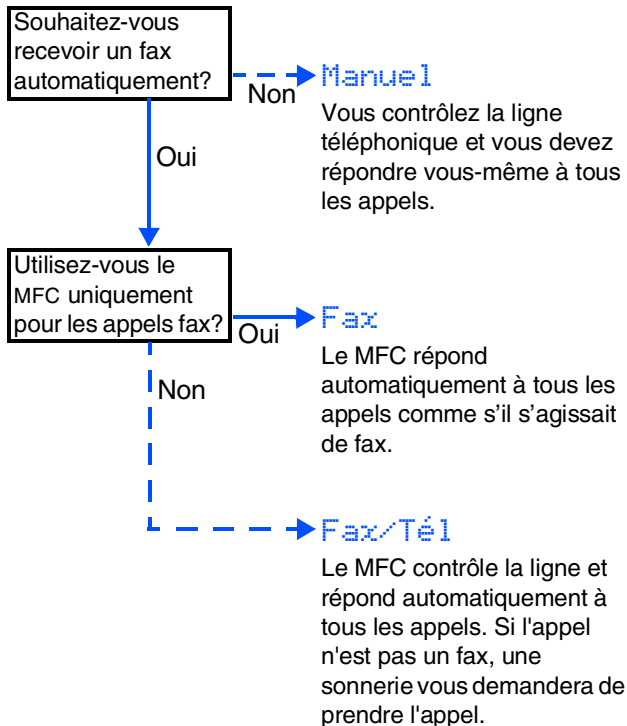 Souhaitez-vous
recevoir un fax
automatiquement?
Non
Manuel
Vous contrôlez la ligne
téléphonique et vous devez
répondre vous-même à tous
les appels.
Oui
Utilisez-vous le
MFC uniquement
pour les appels fax?
Oui
Fax
Le MFC répond
automatiquement à tous les
appels comme s’il s’agissait
de fax.
Non
Fax/Tél
Le MFC contrôle la ligne et
répond automatiquement à
tous les appels. Si l'appel
n'est pas un fax, une
sonnerie vous demandera de
prendre l'appel.